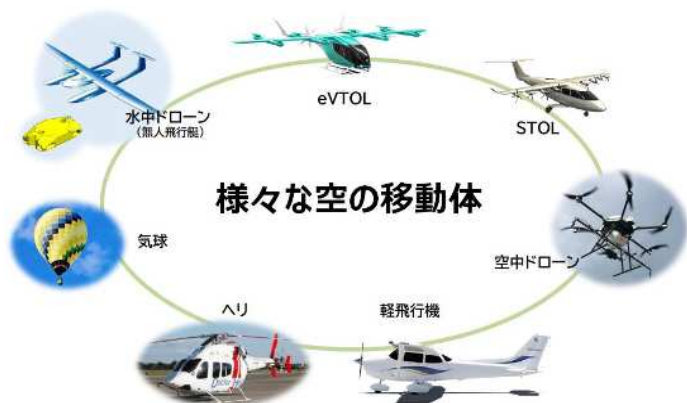 eVTOL
STOL
水中ドローン
（無人飛行艇）
様々な空の移動体
気球
空中ドローン
ヘリ
軽飛行機